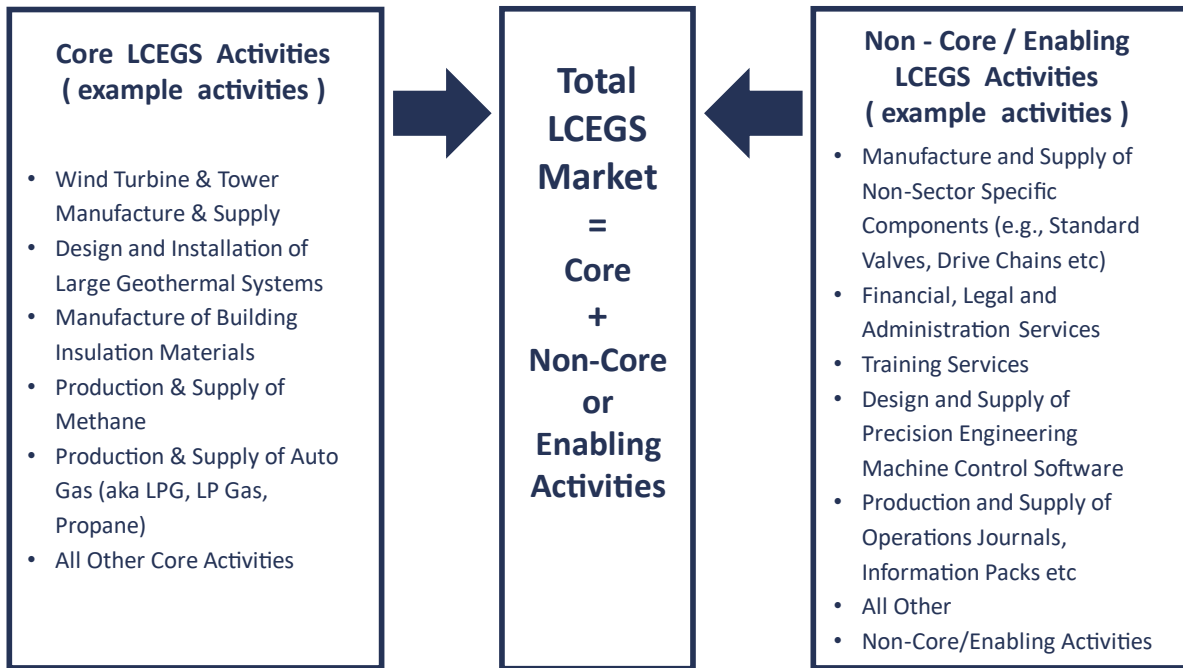 Core LCEGS Activities
( example activities )
• Wind Turbine & Tower
Manufacture & Supply
• Design and Installation of
Large Geothermal Systems
• Manufacture of Building
Insulation Materials
• Production & Supply of
Methane
• Production & Supply of Auto
Gas (aka LPG, LP Gas,
Propane)
• All Other Core Activities
Total
LCEGS
Market
=
Core
+
Non-Core
or
Enabling
Activities
Non - Core / Enabling
LCEGS Activities
( example activities )
• Manufacture and Supply of
Non-Sector Specific
Components (e.g., Standard
Valves, Drive Chains etc)
• Financial, Legal and
Administration Services
• Training Services
• Design and Supply of
Precision Engineering
Machine Control Software
• Production and Supply of
Operations Journals,
Information Packs etc
• All Other
• Non-Core/Enabling Activities